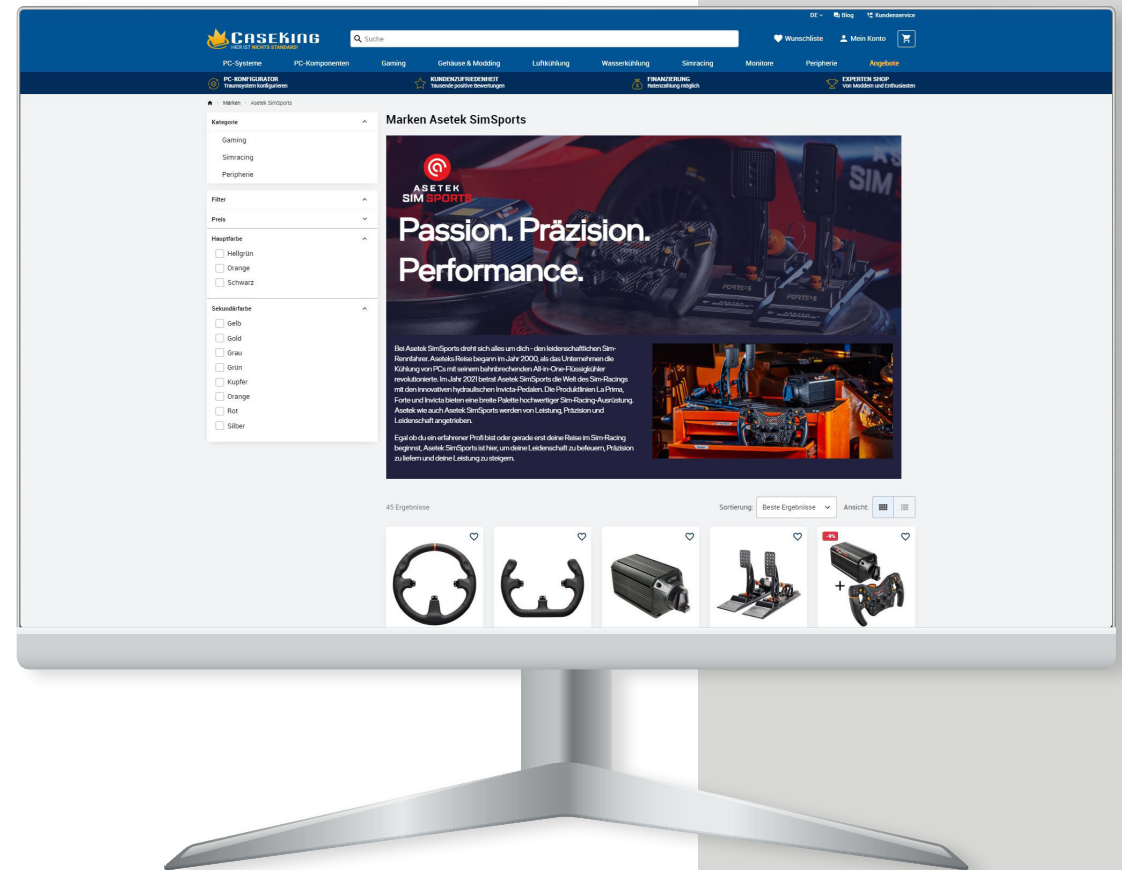 DE
Blog
Kundenservice
CASEKING
HIER IST NICHTS STANDARD!
Suche
Wunschliste
Mein Konto
PC-Systeme
PC-Komponenten
Gaming
Gehäuse & Modding
Luftkühlung
Wasserkühlung
Simracing
Monitore
Peripherie
Angebote
PC-KONFIGURATOR
Traumsystem konfigurieren
KUNDENZUFRIEDENHEIT
Tausende positive Bewertungen
FINANZIERUNG
Ratenzahlung möglich
EXPERTEN SHOP
Von Moddern und Enthusiasten
Marken
Asetek SimSports
Kategorie
Gaming
Simracing
Peripherie
Filter
Preis
Hauptfarbe
Hellgrün
Orange
Schwarz
Sekundärfarbe
Gelb
Gold
Grau
Grün
Kupfer
Orange
Rot
Silber
Marken Asetek SimSports
ASETEK
SIM SPORTS
SIM
Passion. Präzision.
Performance.
FORTE·S
FORTE·S
Bei Asetek SimSports dreht sich alles um dich - den leidenschaftlichen Sim-
Rennfahrer. Aseteks Reise begann im Jahr 2000, als das Unternehmen die
Kühlung von PCs mit seinem bahnbrechenden All-in-One-Flüssigkühler
revolutionierte. Im Jahr 2021 betrat Asetek SimSports die Welt des Sim-Racings
mit den innovativen hydraulischen Invicta-Pedalen. Die Produktlinien La Prima,
Forte und Invicta bieten eine breite Palette hochwertiger Sim-Racing-Ausrüstung.
Asetek wie auch Asetek SimSports werden von Leistung, Präzision und
Leidenschaft angetrieben.
Egal ob du ein erfahrener Profi bist oder gerade erst deine Reise im Sim-Racing
beginnst, Asetek SimSports ist hier, um deine Leidenschaft zu befeuern, Präzision
zu liefern und deine Leistung zu steigern.
45 Ergebnisse
Sortierung:
Beste Ergebnisse
Ansicht: